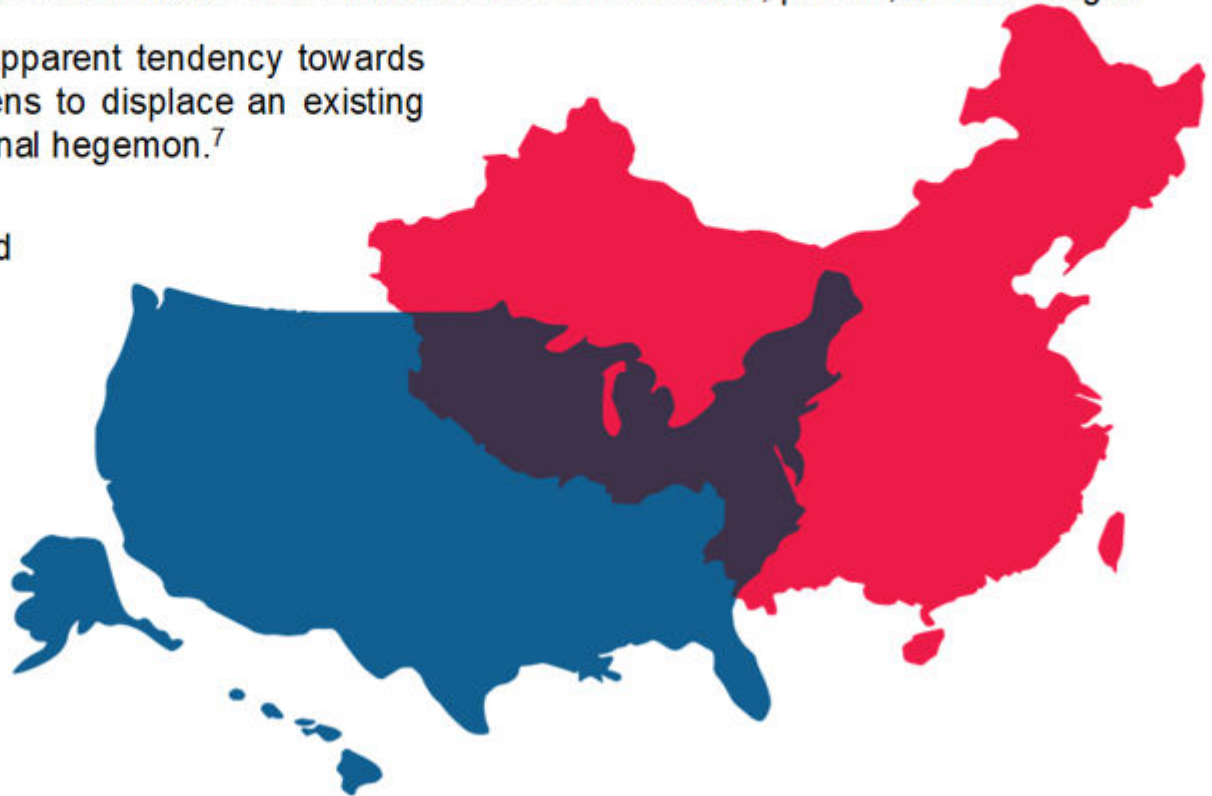 pparent tendency towards
ens to displace an existing
nal hegemon.7
d